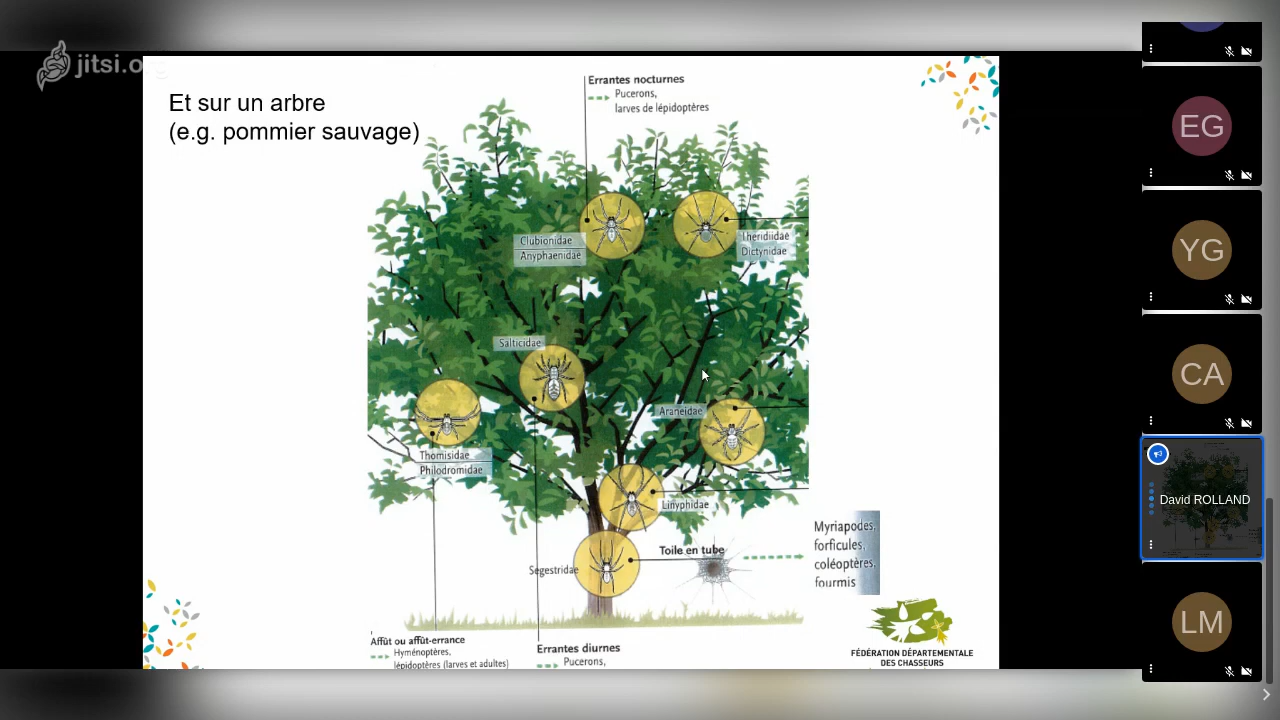 jitsi.org
Et sur un arbre
(e.g. pommier sauvage)
Errantes nocturnes
Pucerons,
larves de lépidoptères
Clubionidae
Anyphaenidae
Theridiidae
Dictynidae
Salticidae
Araneidae
Thomisidae
Philodromidae
Linyphidae
Toile en tube
Segestridae
Myriapodes,
forficules,
coléoptères,
fourmis
Affût ou affût-errance
Hyménoptères,
lépidoptères (larves et adultes)
Errantes diurnes
Pucerons,
FÉDÉRATION DÉPARTEMENTALE
DES CHASSEURS
EG
YG
CA
David ROLLAND
LM